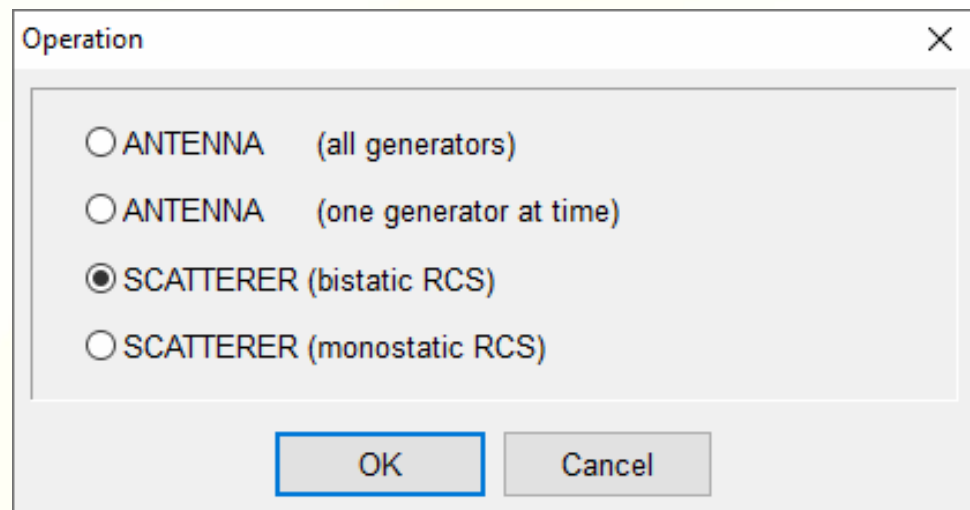 Operation
ANTENNA (all generators)
ANTENNA (one generator at time)
SCATTERER (bistatic RCS)
SCATTERER (monostatic RCS)
OK Cancel